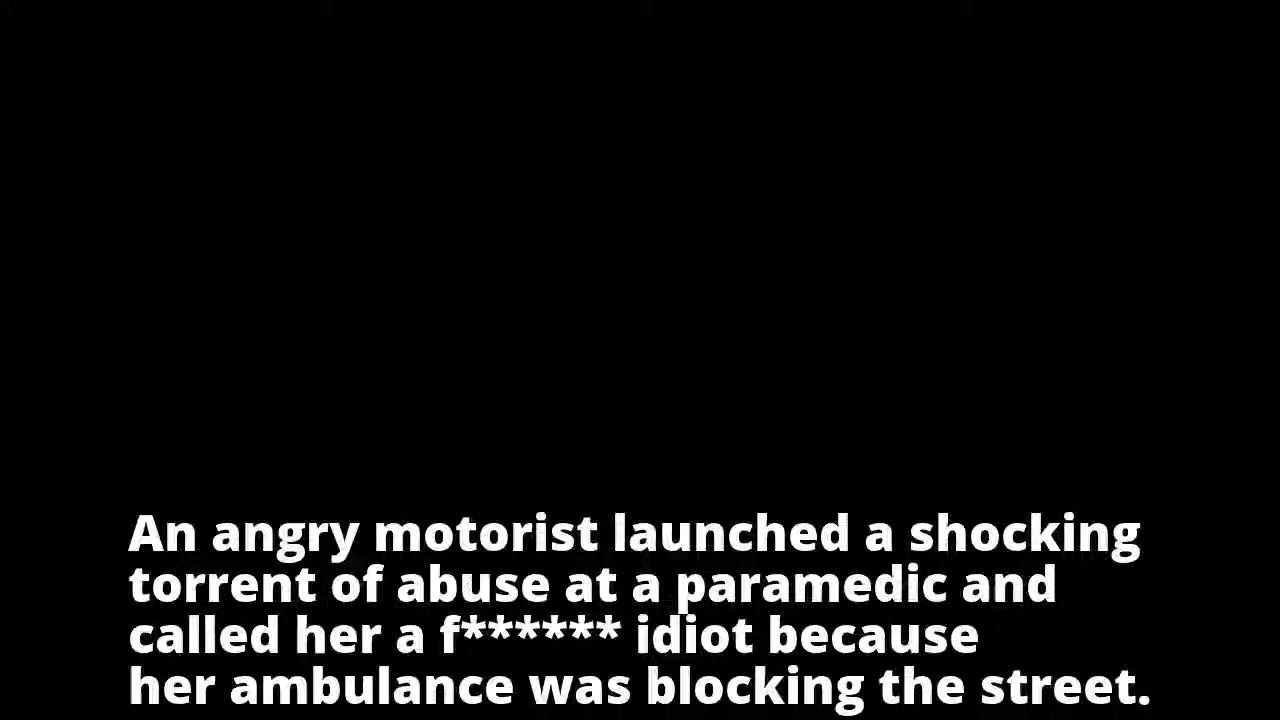 An angry motorist launched a shocking
torrent of abuse at a paramedic and
called her a f****** idiot because
her ambulance was blocking the street.